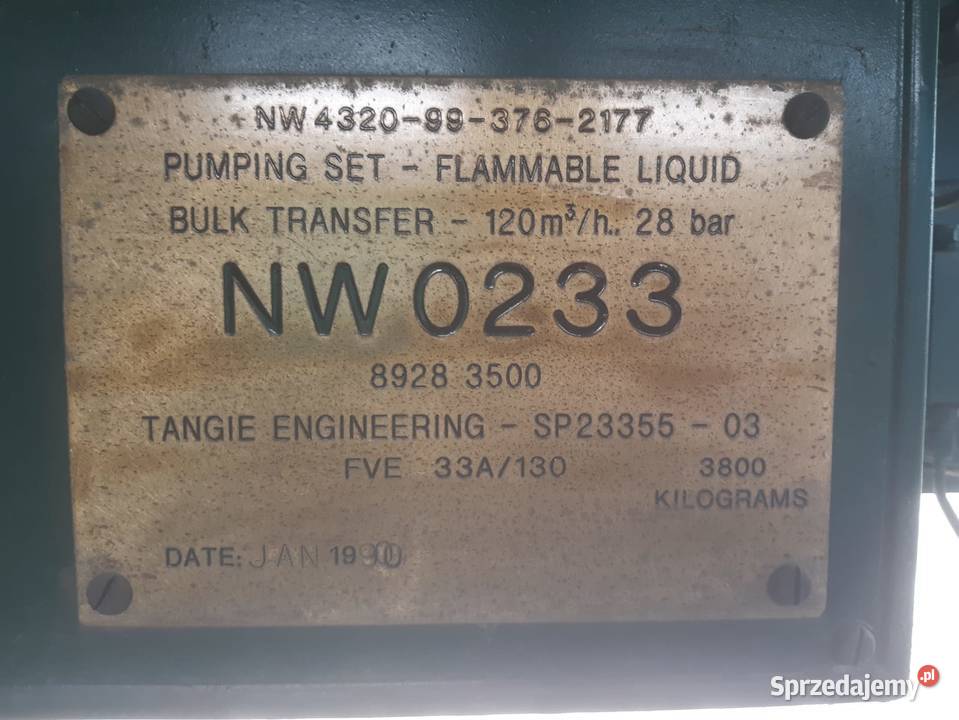 NW 4320-99-376-2177
PUMPING SET - FLAMMABLE LIQUID
BULK TRANSFER - 120m³/h.. 28 bar
NW 0233
8928 3500
TANGIE ENGINEERING - SP23355 - 03
FVE 33A/130 3800
KILOGRAMS
DATE: JAN 1990
Sprzedajemy.pl